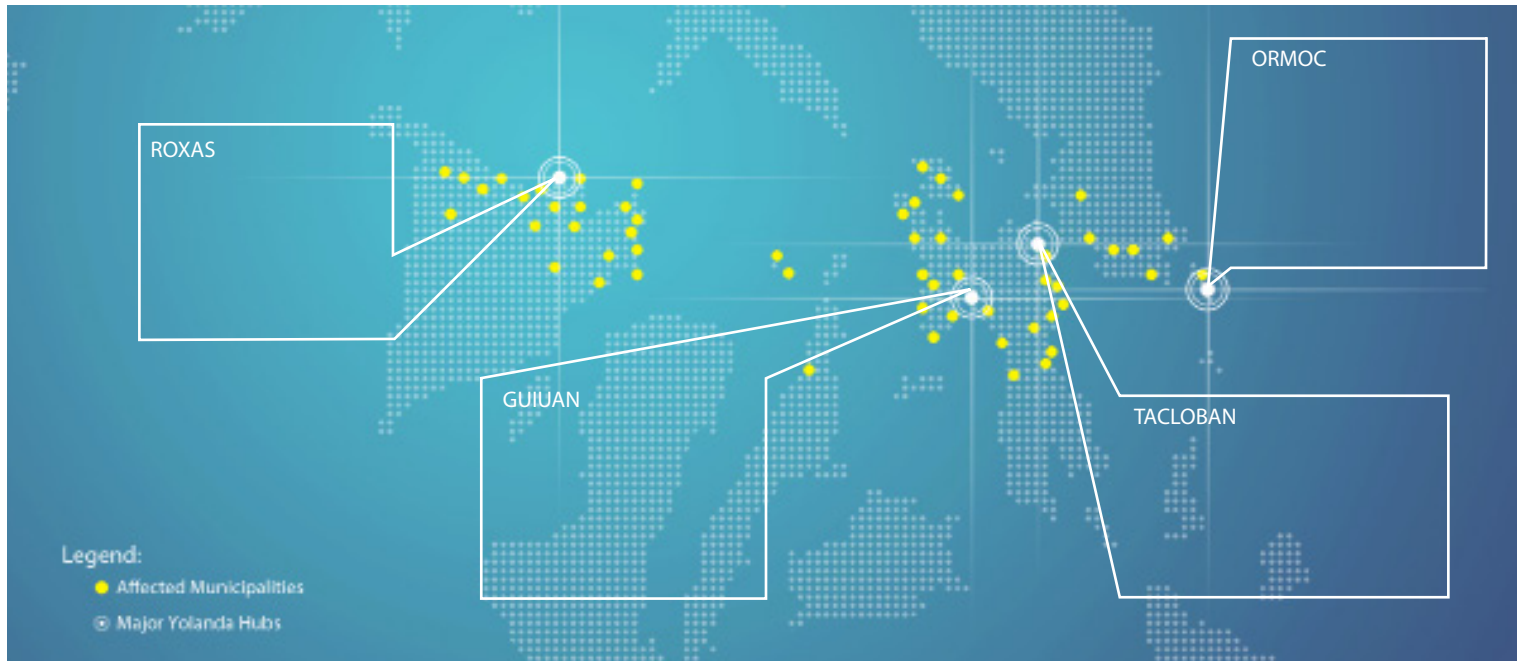 ORMOC
ROXAS
GUIUAN
TACLOBAN
Legend:
Affected Municipalities
Major Yolanda Hubs